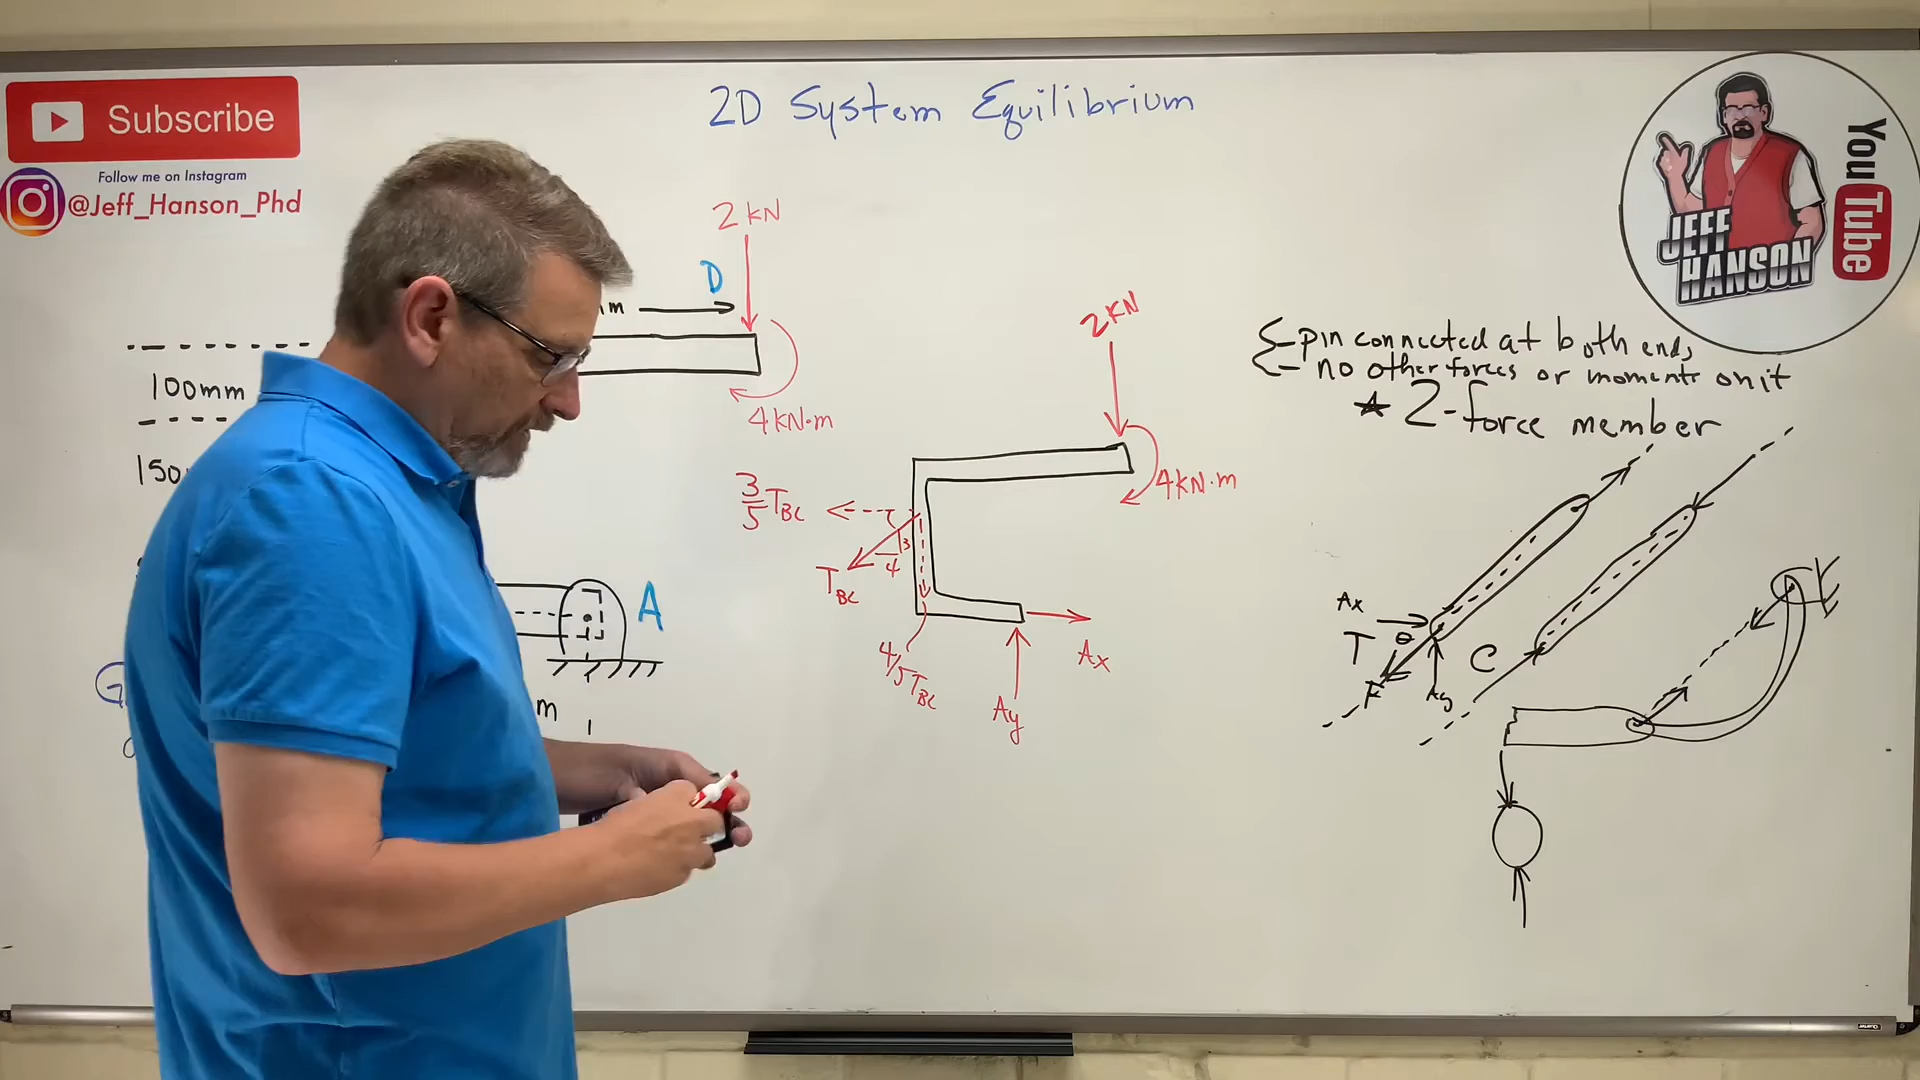 2D System Equilibrium
Subscribe
Follow me on Instagram
@Jeff_Hanson_Phd
YouTube
JEFF
HANSON
2 KN
D
m
100mm
4 KN·m
150
A
m
2 KN
4 KN·m
3/5 TBC
3
4
TBC
4/5 TBC
Ax
Ay
-pin connected at both ends
- no other forces or moments on it
★ 2-force member
Ax
T
θ
C
F
Ay